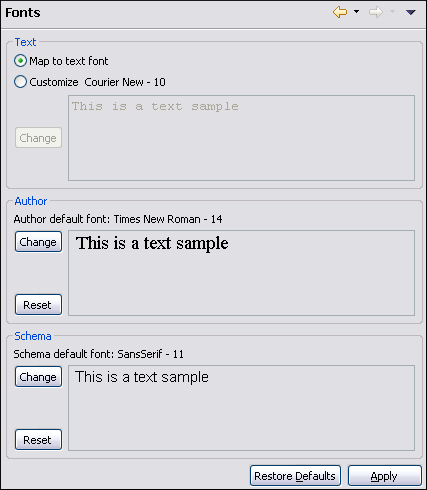 Fonts
Text
Map to text font
Customize Courier New - 10
This is a text sample
Change
Author
Author default font: Times New Roman - 14
Change
This is a text sample
Reset
Schema
Schema default font: SansSerif - 11
Change
This is a text sample
Reset
Restore Defaults
Apply